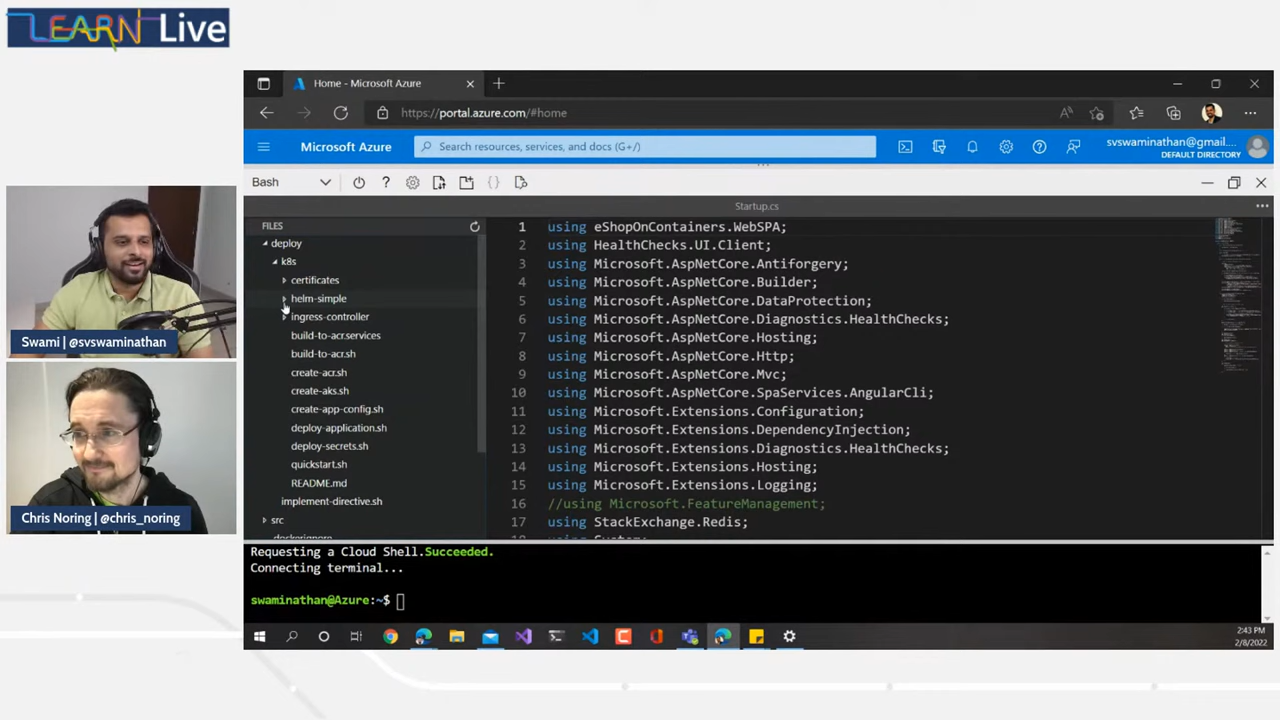 LEARN Live
Home - Microsoft Azure
https://portal.azure.com/#home
Microsoft Azure
Search resources, services, and docs (G+/)
svswaminathan@gmail....
DEFAULT DIRECTORY
Bash
Startup.cs
FILES
deploy
k8s
certificates
helm-simple
ingress-controller
build-to-acr.services
build-to-acr.sh
create-acr.sh
create-aks.sh
create-app-config.sh
deploy-application.sh
deploy-secrets.sh
quickstart.sh
README.md
implement-directive.sh
src
.dockerignore
1 using eShopOnContainers.WebSPA;
2 using HealthChecks.UI.Client;
3 using Microsoft.AspNetCore.Antiforgery;
4 using Microsoft.AspNetCore.Builder;
5 using Microsoft.AspNetCore.DataProtection;
6 using Microsoft.AspNetCore.Diagnostics.HealthChecks;
7 using Microsoft.AspNetCore.Hosting;
8 using Microsoft.AspNetCore.Http;
9 using Microsoft.AspNetCore.Mvc;
10 using Microsoft.AspNetCore.SpaServices.AngularCli;
11 using Microsoft.Extensions.Configuration;
12 using Microsoft.Extensions.DependencyInjection;
13 using Microsoft.Extensions.Diagnostics.HealthChecks;
14 using Microsoft.Extensions.Hosting;
15 using Microsoft.Extensions.Logging;
16 //using Microsoft.FeatureManagement;
17 using StackExchange.Redis;
Requesting a Cloud Shell.Succeeded.
Connecting terminal...
swaminathan@Azure:~$
2:43 PM
2/8/2022
Swami | @svswaminathan
Chris Noring | @chris_noring